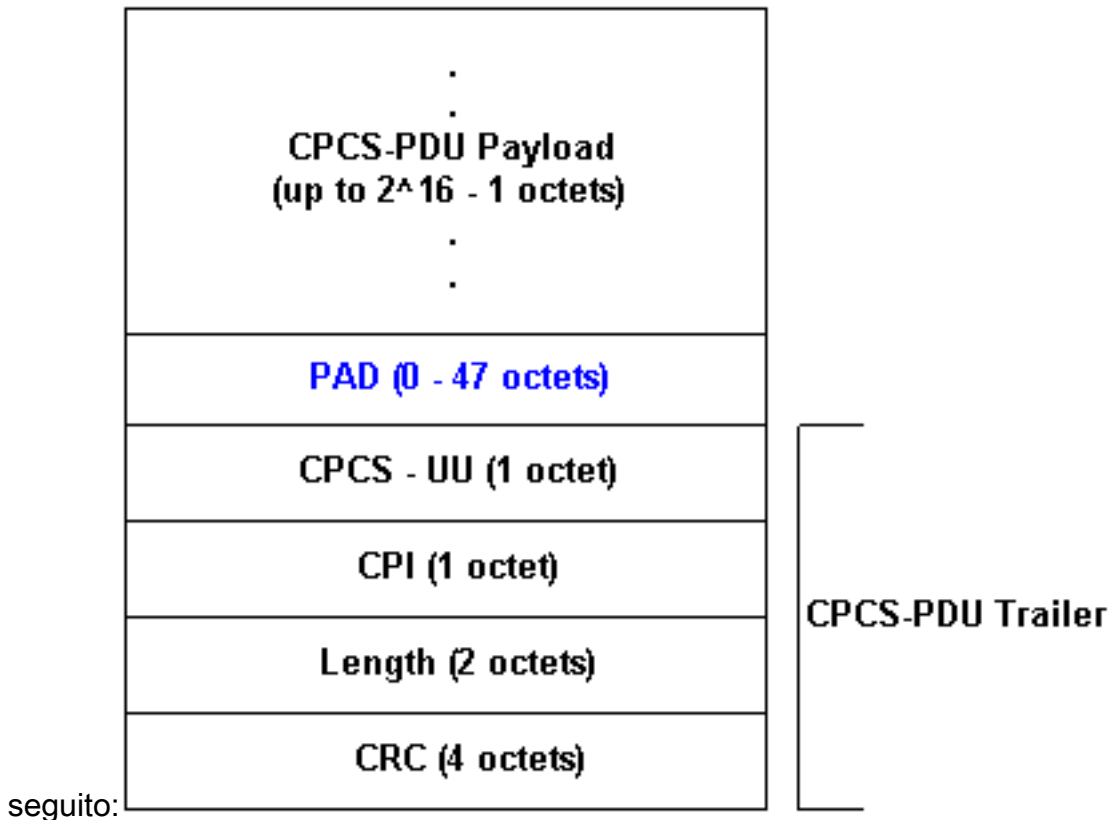 .
.
CPCS-PDU Payload
(up to 2^16 - 1 octets)
.
.
PAD (0 - 47 octets)
CPCS - UU (1 octet)
CPI (1 octet)
Length (2 octets)
CRC (4 octets)
CPCS-PDU Trailer
seguito: